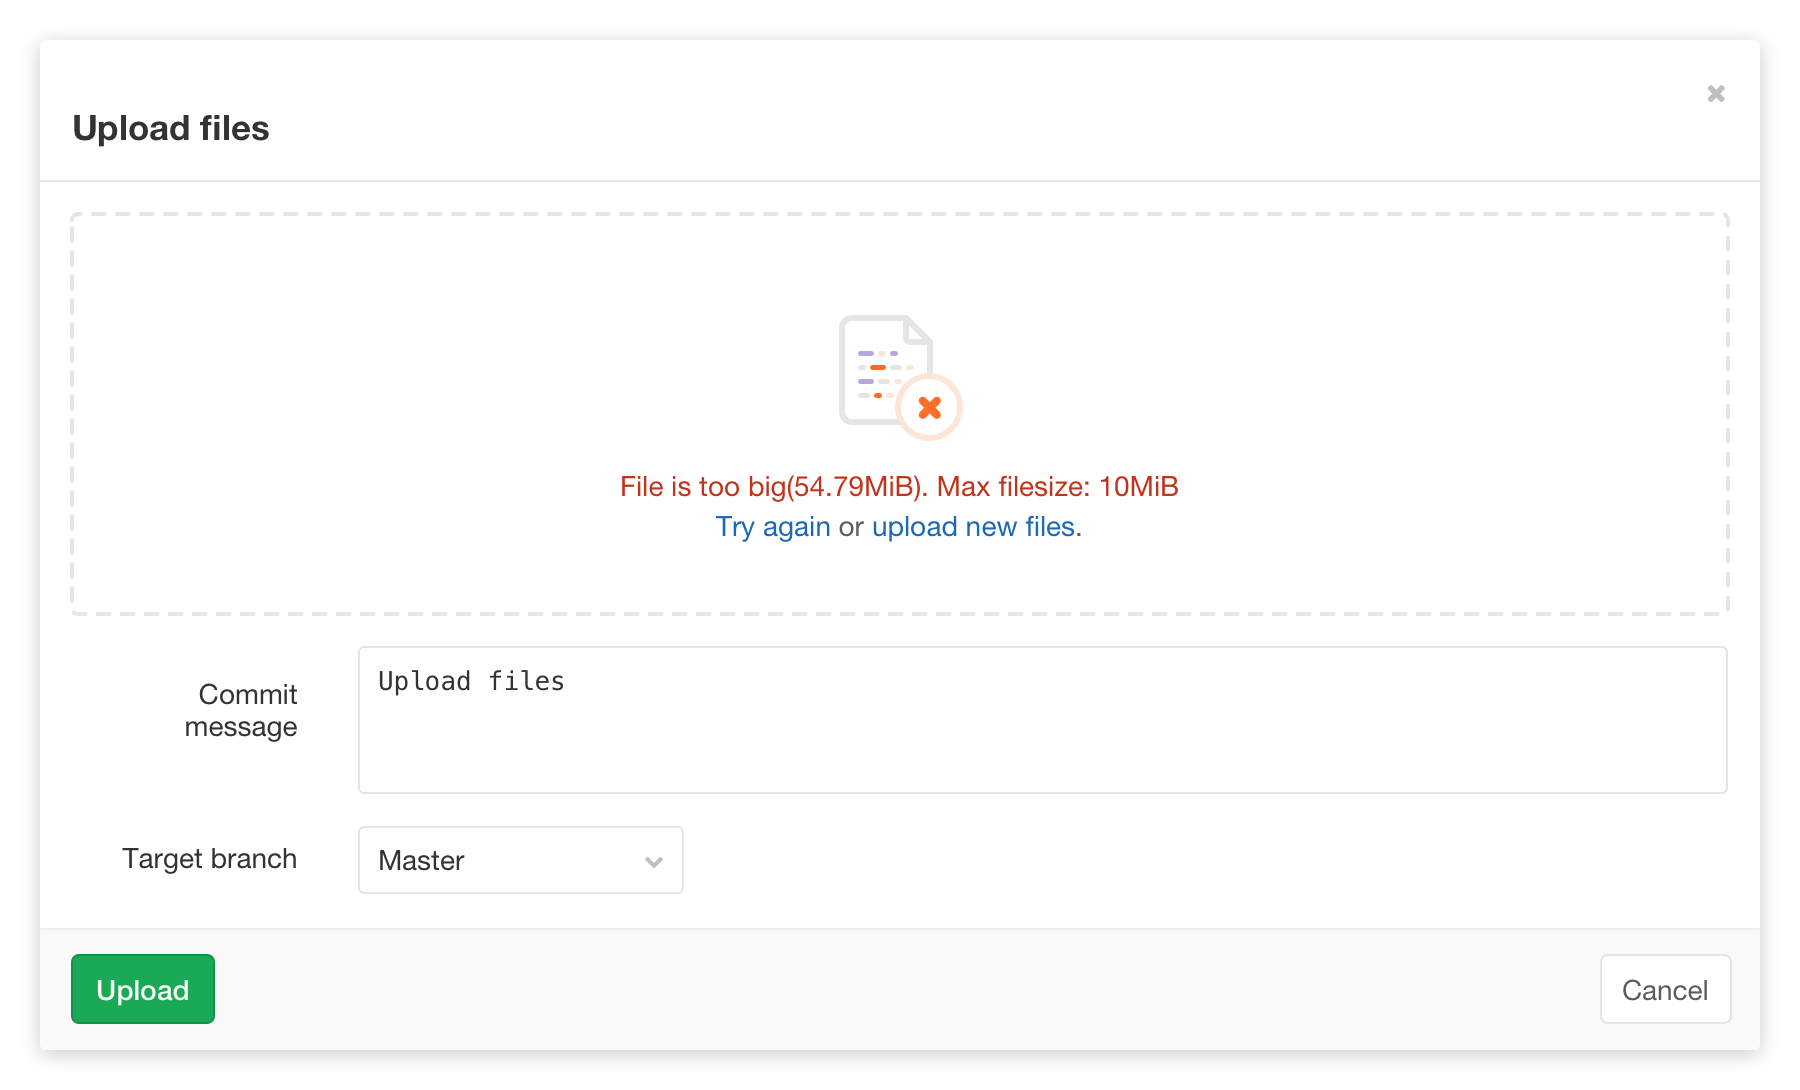 Upload files
File is too big(54.79MiB). Max filesize: 10MiB
Try again or upload new files.
Commit
message
Upload files
Target branch
Master
Upload
Cancel